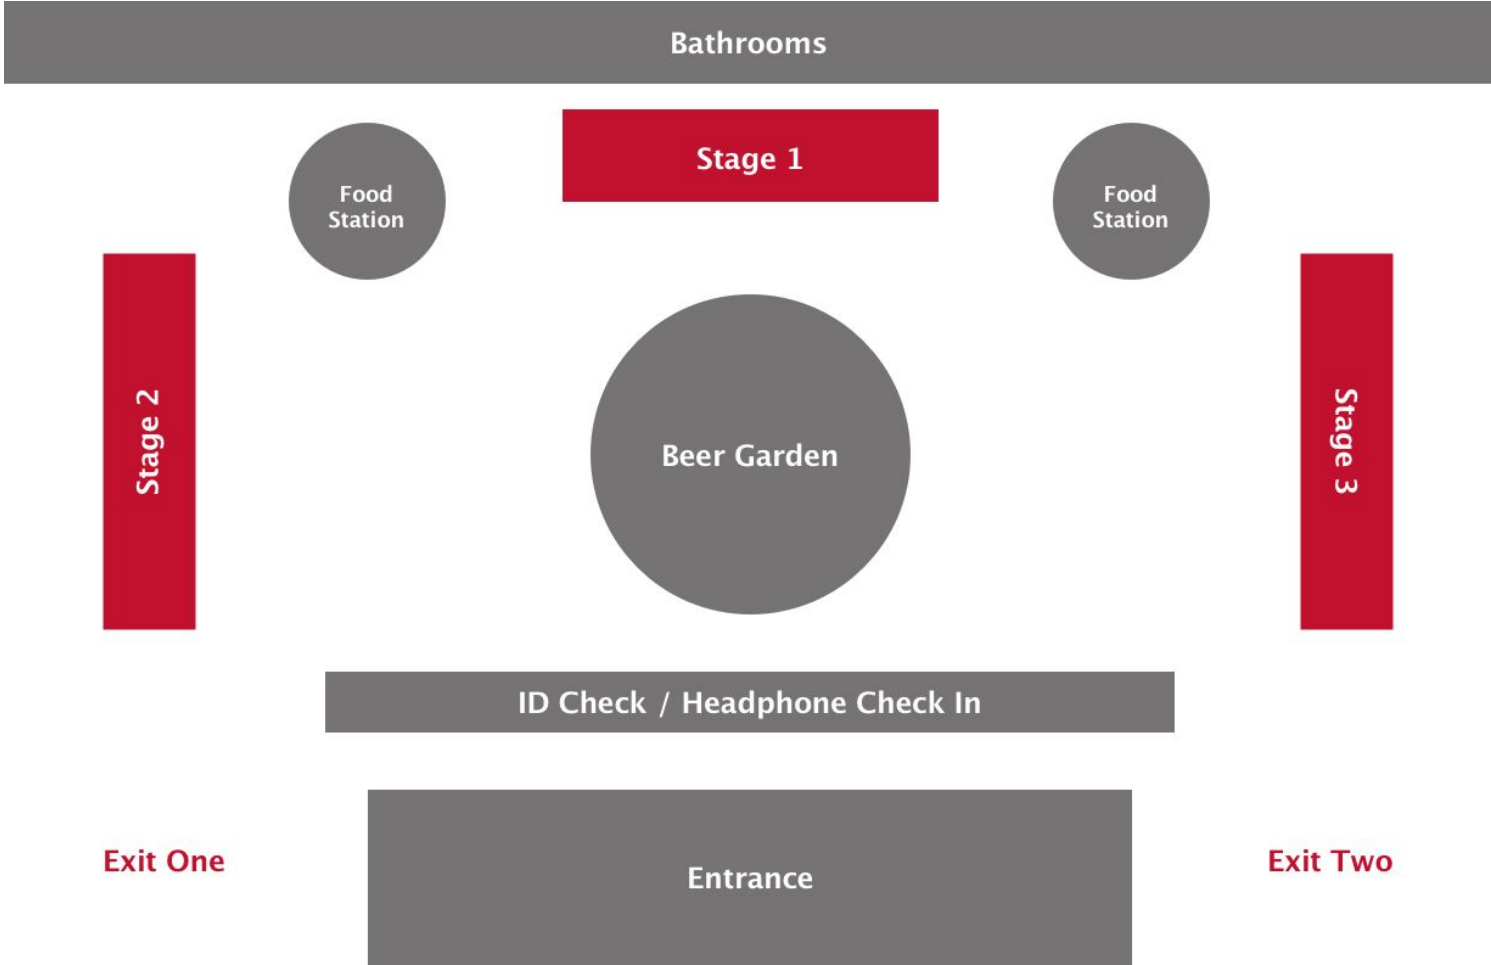 Bathrooms
Stage 1
Food
Station
Food
Station
Stage 2
Stage 3
Beer Garden
ID Check / Headphone Check In
Exit One
Entrance
Exit Two